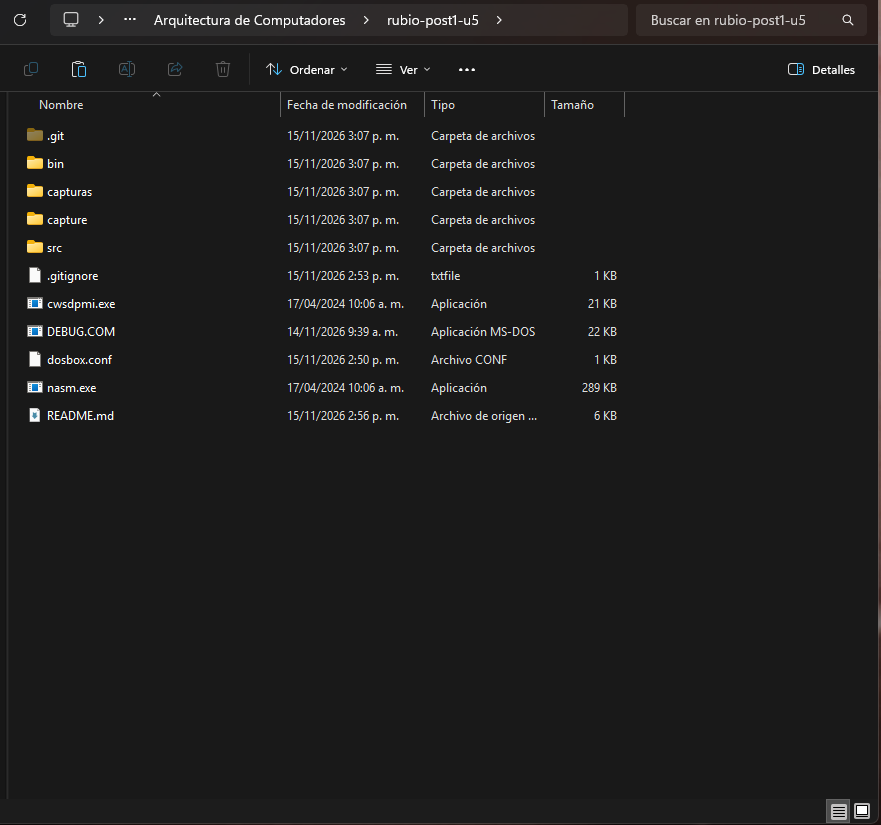 Arquitectura de Computadores rubio-post1-u5 Buscar en rubio-post1-u5
Ordenar Ver Detalles
Nombre Fecha de modificación Tipo Tamaño
.git 15/11/2026 3:07 p. m. Carpeta de archivos
bin 15/11/2026 3:07 p. m. Carpeta de archivos
capturas 15/11/2026 3:07 p. m. Carpeta de archivos
capture 15/11/2026 3:07 p. m. Carpeta de archivos
src 15/11/2026 3:07 p. m. Carpeta de archivos
.gitignore 15/11/2026 2:53 p. m. txtfile 1 KB
cwsdpmi.exe 17/04/2024 10:06 a. m. Aplicación 21 KB
DEBUG.COM 14/11/2026 9:39 a. m. Aplicación MS-DOS 22 KB
dosbox.conf 15/11/2026 2:50 p. m. Archivo CONF 1 KB
nasm.exe 17/04/2024 10:06 a. m. Aplicación 289 KB
README.md 15/11/2026 2:56 p. m. Archivo de origen ... 6 KB